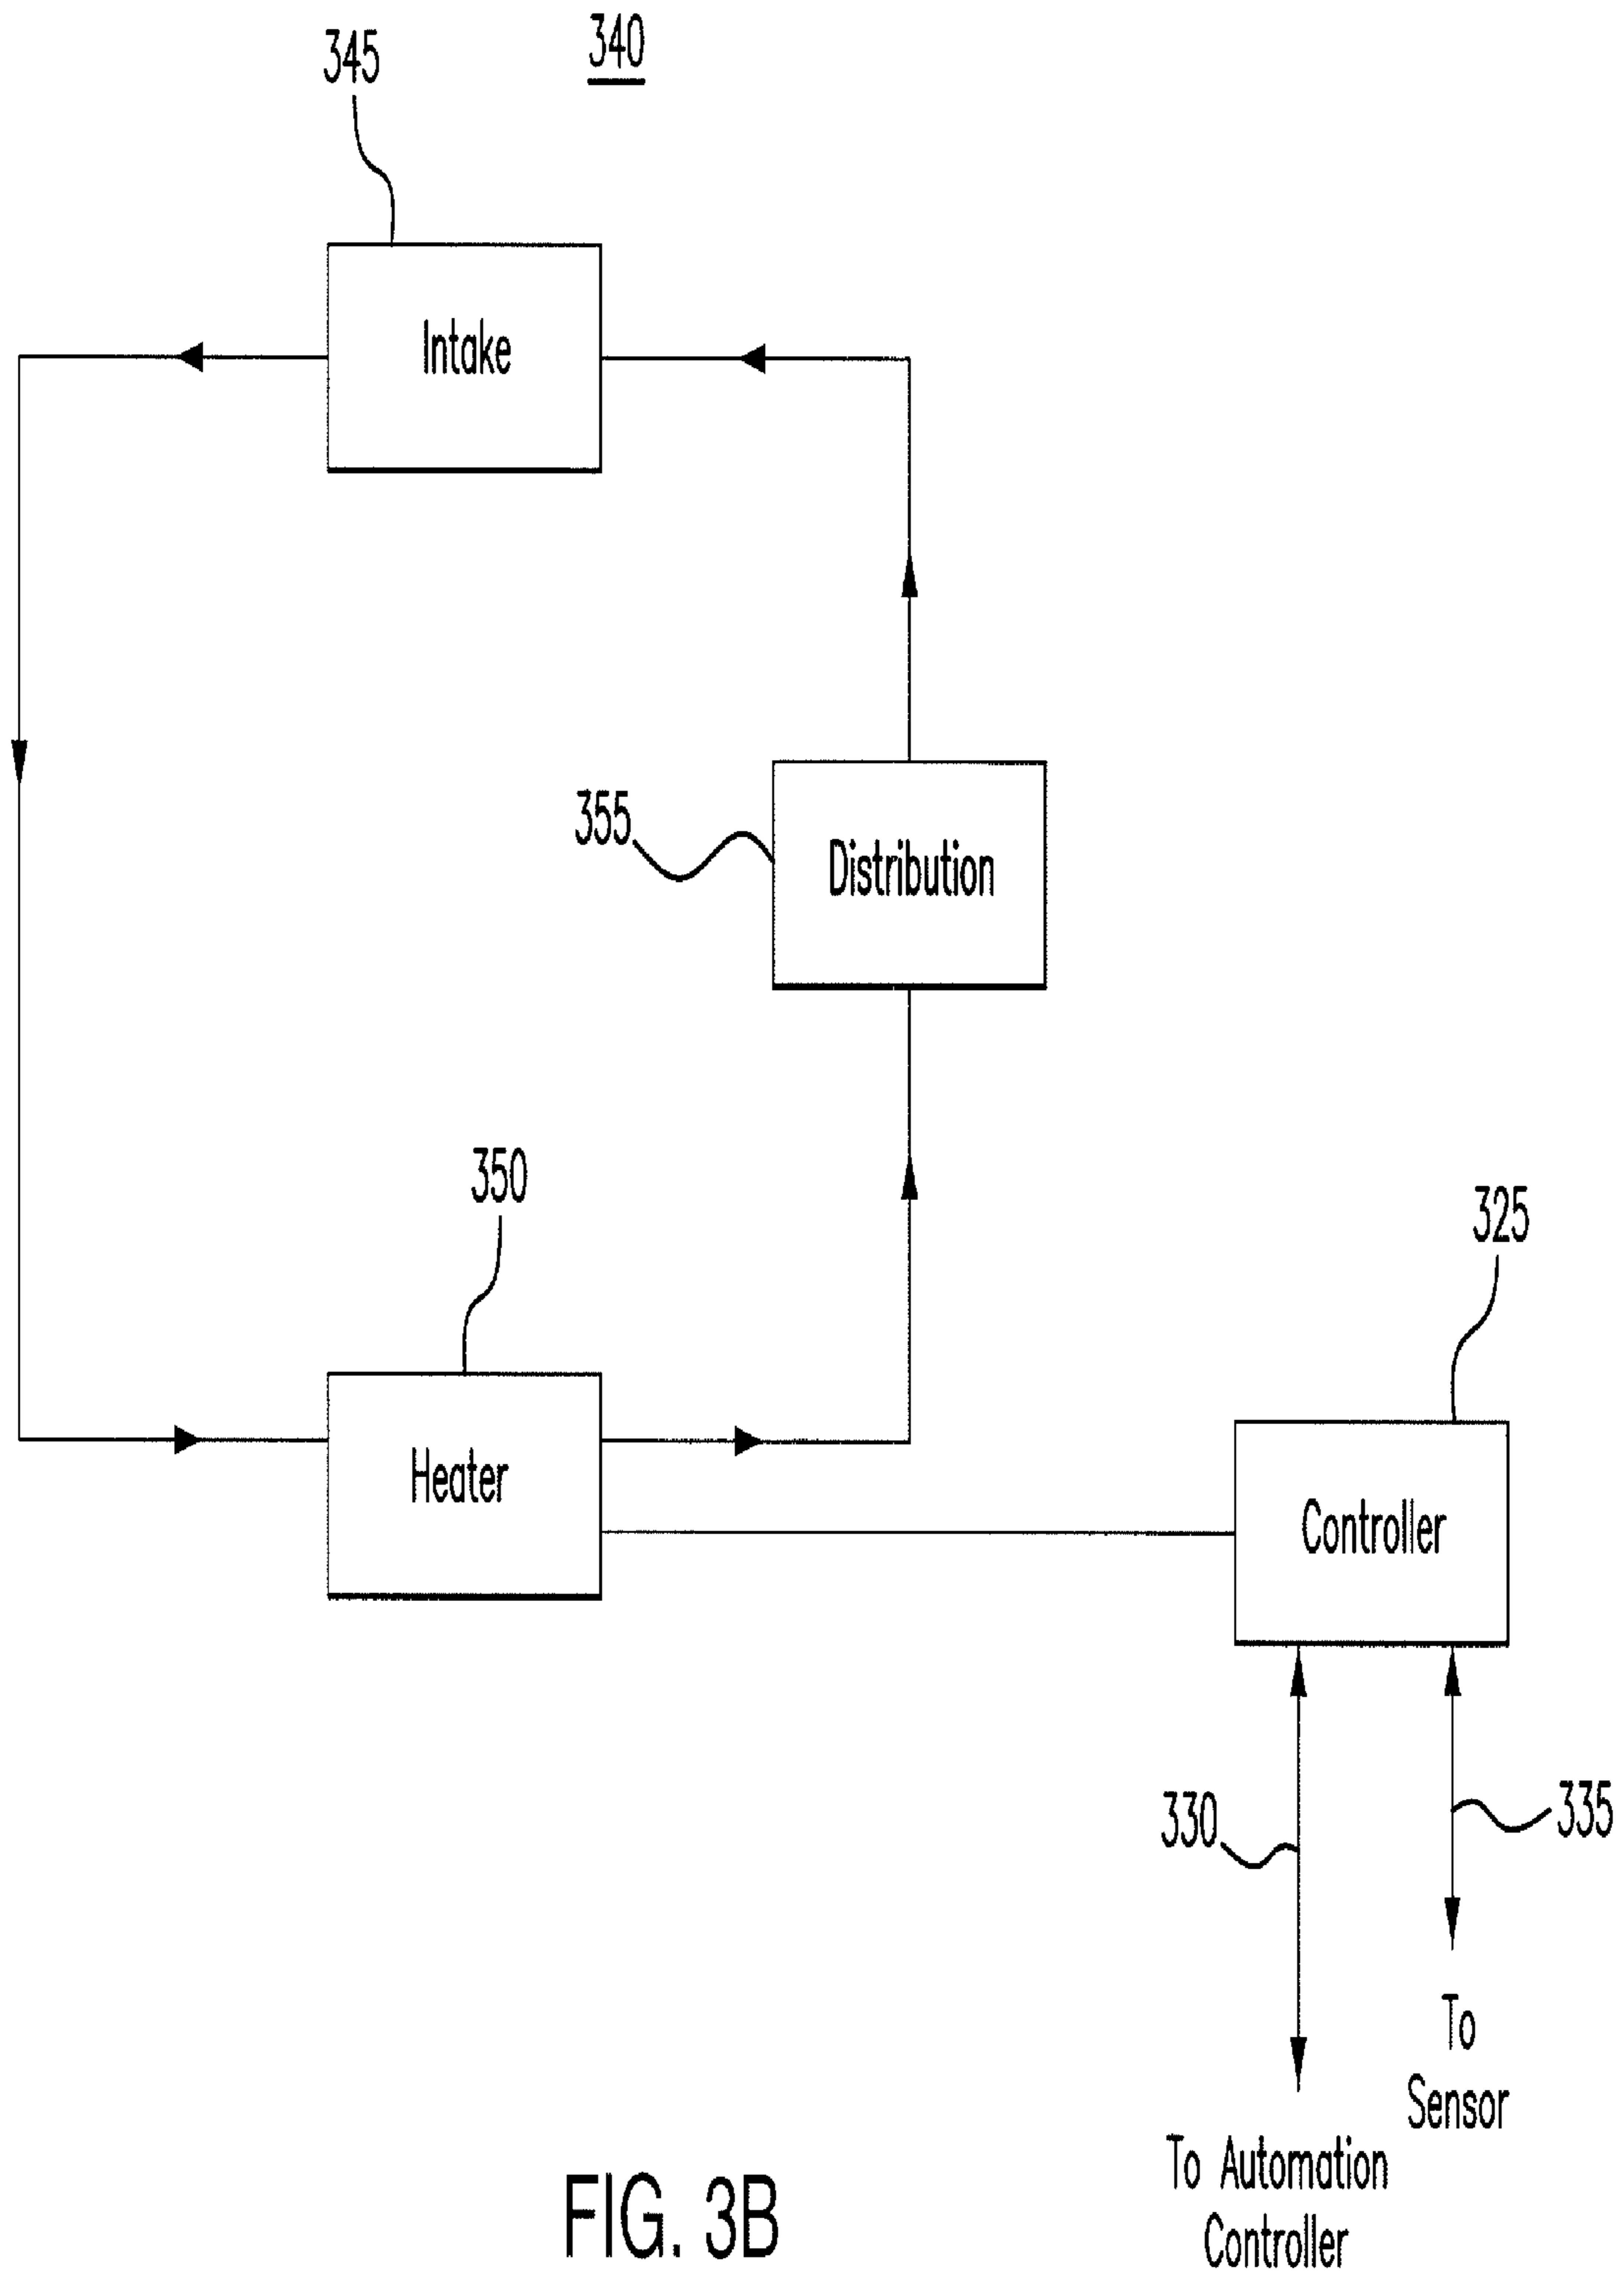 340
345
Intake
355
Distribution
350
325
Heater
Controller
330
335
To
Sensor
To Automation
Controller
FIG. 3B